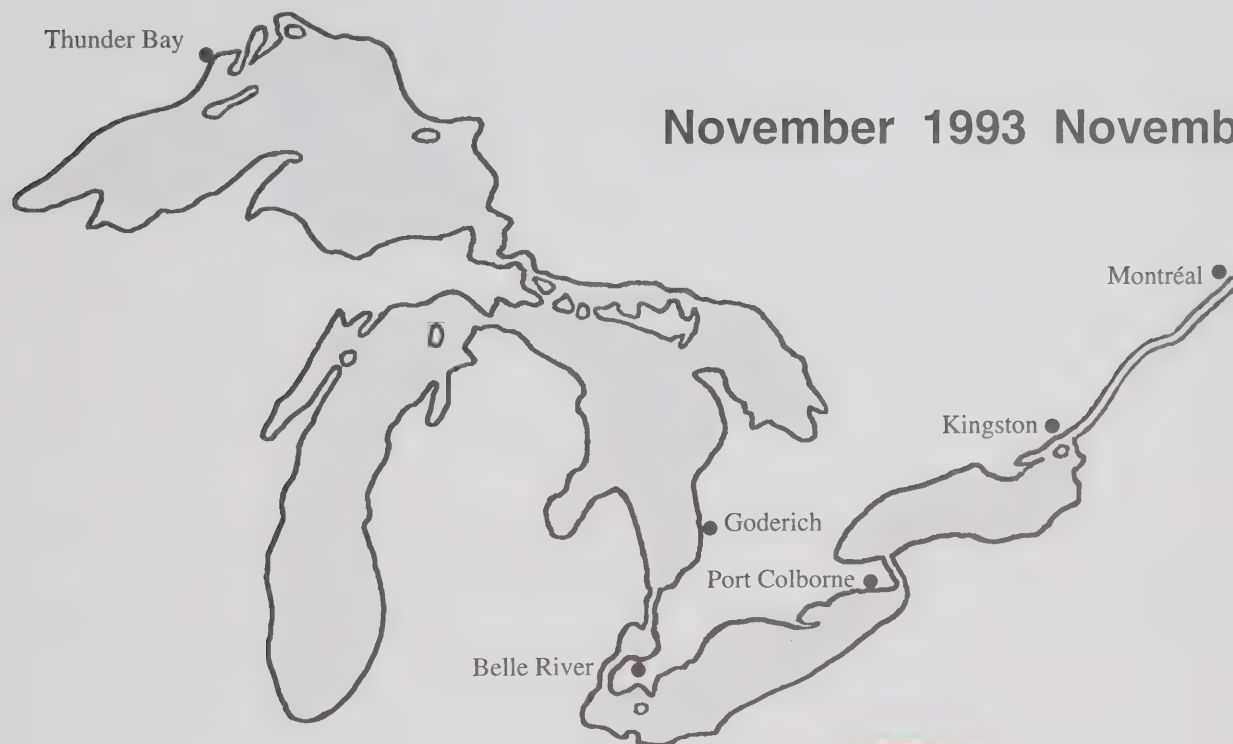 Thunder Bay
November 1993 Novemb
Montréal
Kingston
Goderich
Port Colborne
Belle River